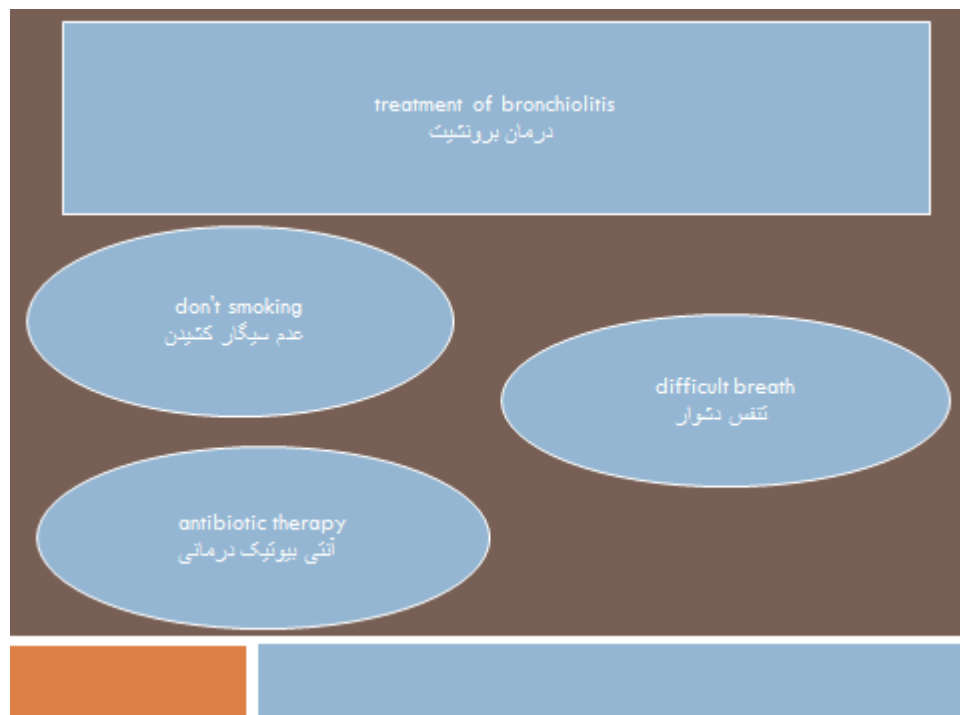 treatment of bronchiolitis
درمان برونشیت
don't smoking
عدم سیگار کشیدن
difficult breath
تنفس دشوار
antibiotic therapy
آنتی بیوتیک درمانی